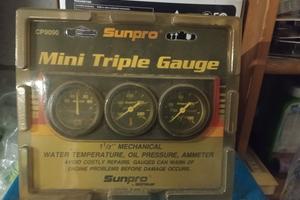 CP8090
Sunpro
Mini Triple Gauge
1½" MECHANICAL
WATER TEMPERATURE, OIL PRESSURE, AMMETER
AVOID COSTLY REPAIRS. GAUGES CAN WARN OF
ENGINE PROBLEMS BEFORE DAMAGE OCCURS.
Sunpro